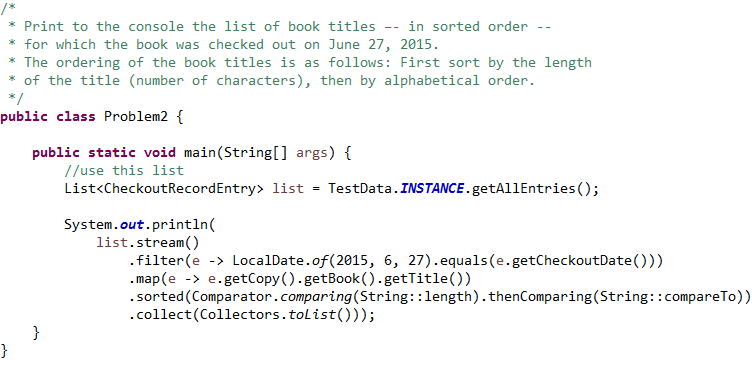 /*
 * Print to the console the list of book titles -- in sorted order --
 * for which the book was checked out on June 27, 2015.
 * The ordering of the book titles is as follows: First sort by the length
 * of the title (number of characters), then by alphabetical order.
 */
public class Problem2 {

    public static void main(String[] args) {
        //use this list
        List<CheckoutRecordEntry> list = TestData.INSTANCE.getAllEntries();

        System.out.println(
            list.stream()
                .filter(e -> LocalDate.of(2015, 6, 27).equals(e.getCheckoutDate()))
                .map(e -> e.getCopy().getBook().getTitle())
                .sorted(Comparator.comparing(String::length).thenComparing(String::compareTo))
                .collect(Collectors.toList()));
    }
}